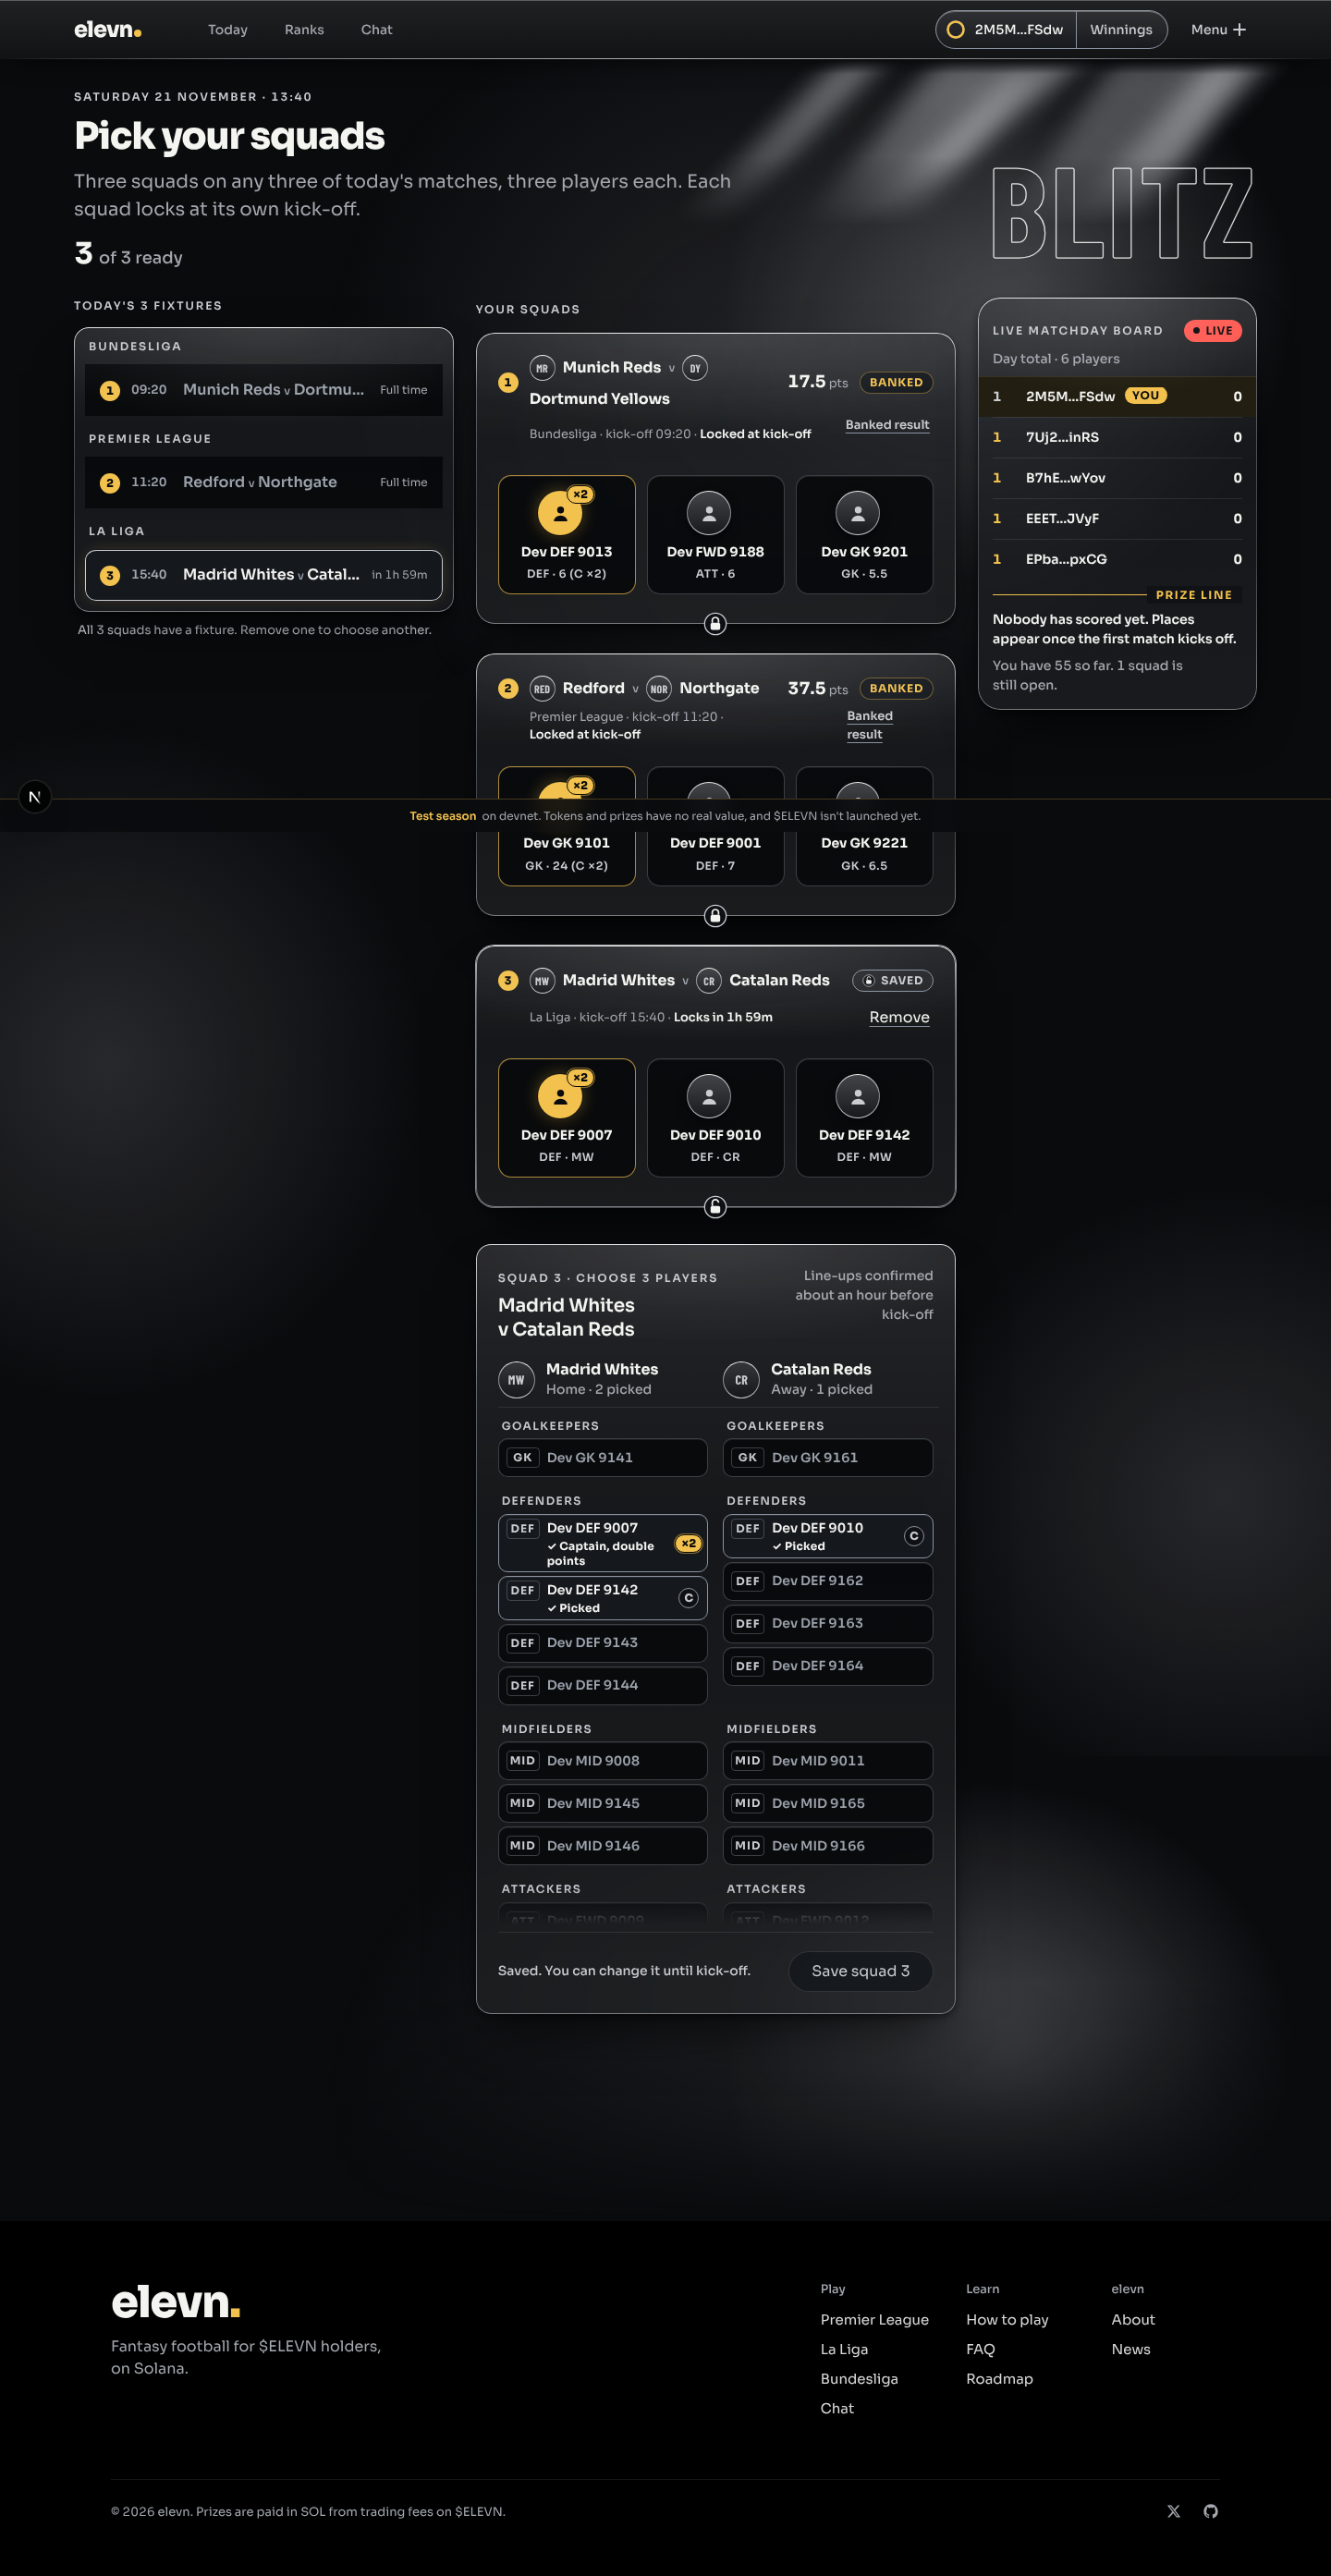 elevn.
Today
Ranks
Chat
2M5M...FSdw
Winnings
Menu
SATURDAY 21 NOVEMBER · 13:40
Pick your squads
Three squads on any three of today's matches, three players each. Each
squad locks at its own kick-off.
3 of 3 ready
BLITZ
TODAY'S 3 FIXTURES
BUNDESLIGA
1 09:20 Munich Reds v Dortmu... Full time
PREMIER LEAGUE
2 11:20 Redford v Northgate Full time
LA LIGA
3 15:40 Madrid Whites v Catal... in 1h 59m
All 3 squads have a fixture. Remove one to choose another.
YOUR SQUADS
1 MR Munich Reds v DY
Dortmund Yellows
17.5 pts BANKED
Bundesliga · kick-off 09:20 · Locked at kick-off
Banked result
×2
Dev DEF 9013
DEF · 6 (C ×2)
Dev FWD 9188
ATT · 6
Dev GK 9201
GK · 5.5
2 RED Redford v NOR Northgate
37.5 pts BANKED
Premier League · kick-off 11:20 ·
Locked at kick-off
Banked
result
×2
Dev GK 9101
GK · 24 (C ×2)
Dev DEF 9001
DEF · 7
Dev GK 9221
GK · 6.5
3 MW Madrid Whites v CR Catalan Reds
SAVED
La Liga · kick-off 15:40 · Locks in 1h 59m
Remove
×2
Dev DEF 9007
DEF · MW
Dev DEF 9010
DEF · CR
Dev DEF 9142
DEF · MW
LIVE MATCHDAY BOARD
LIVE
Day total · 6 players
1 2M5M...FSdw YOU 0
1 7Uj2...inRS 0
1 B7hE...wYov 0
1 EEET...JVyF 0
1 EPba...pxCG 0
PRIZE LINE
Nobody has scored yet. Places
appear once the first match kicks off.
You have 55 so far. 1 squad is
still open.
N
Test season on devnet. Tokens and prizes have no real value, and $ELEVN isn't launched yet.
SQUAD 3 · CHOOSE 3 PLAYERS
Madrid Whites
v Catalan Reds
Line-ups confirmed
about an hour before
kick-off
MW Madrid Whites
Home · 2 picked
CR Catalan Reds
Away · 1 picked
GOALKEEPERS
GK Dev GK 9141
DEFENDERS
DEF Dev DEF 9007
✓ Captain, double
points
×2
DEF Dev DEF 9142
✓ Picked
C
DEF Dev DEF 9143
DEF Dev DEF 9144
MIDFIELDERS
MID Dev MID 9008
MID Dev MID 9145
MID Dev MID 9146
ATTACKERS
ATT Dev FWD 9009
GOALKEEPERS
GK Dev GK 9161
DEFENDERS
DEF Dev DEF 9010
✓ Picked
C
DEF Dev DEF 9162
DEF Dev DEF 9163
DEF Dev DEF 9164
MIDFIELDERS
MID Dev MID 9011
MID Dev MID 9165
MID Dev MID 9166
ATTACKERS
ATT Dev FWD 9012
Saved. You can change it until kick-off.
Save squad 3
elevn.
Fantasy football for $ELEVN holders,
on Solana.
Play
Premier League
La Liga
Bundesliga
Chat
Learn
How to play
FAQ
Roadmap
elevn
About
News
© 2026 elevn. Prizes are paid in SOL from trading fees on $ELEVN.